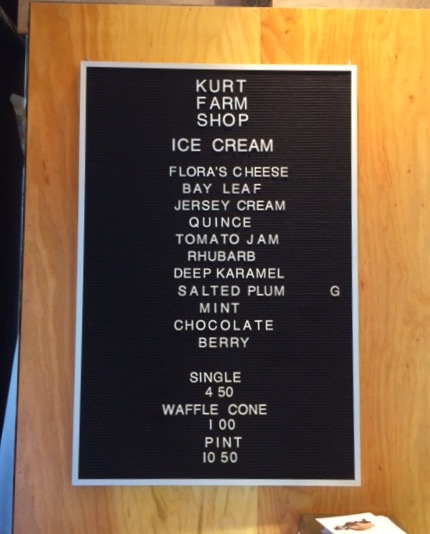 KURT
FARM
SHOP
ICE CREAM
FLORA'S CHEESE
BAY LEAF
JERSEY CREAM
QUINCE
TOMATO JAM
RHUBARB
DEEP KARAMEL
SALTED PLUM G
MINT
CHOCOLATE
BERRY
SINGLE
4 50
WAFFLE CONE
1 00
PINT
10 50